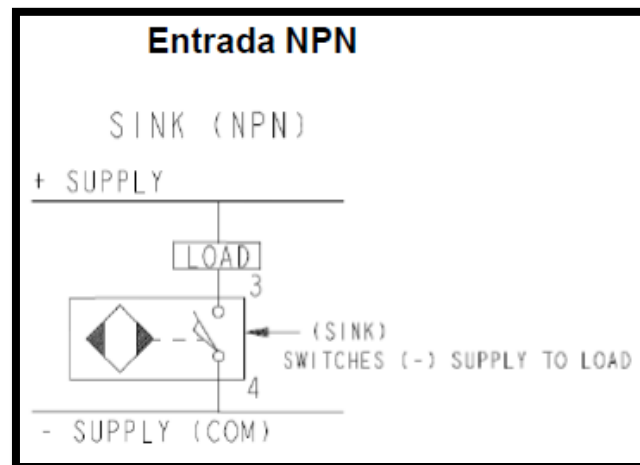 Entrada NPN
SINK (NPN)
+ SUPPLY
LOAD
3
(SINK)
SWITCHES (-) SUPPLY TO LOAD
4
- SUPPLY (COM)